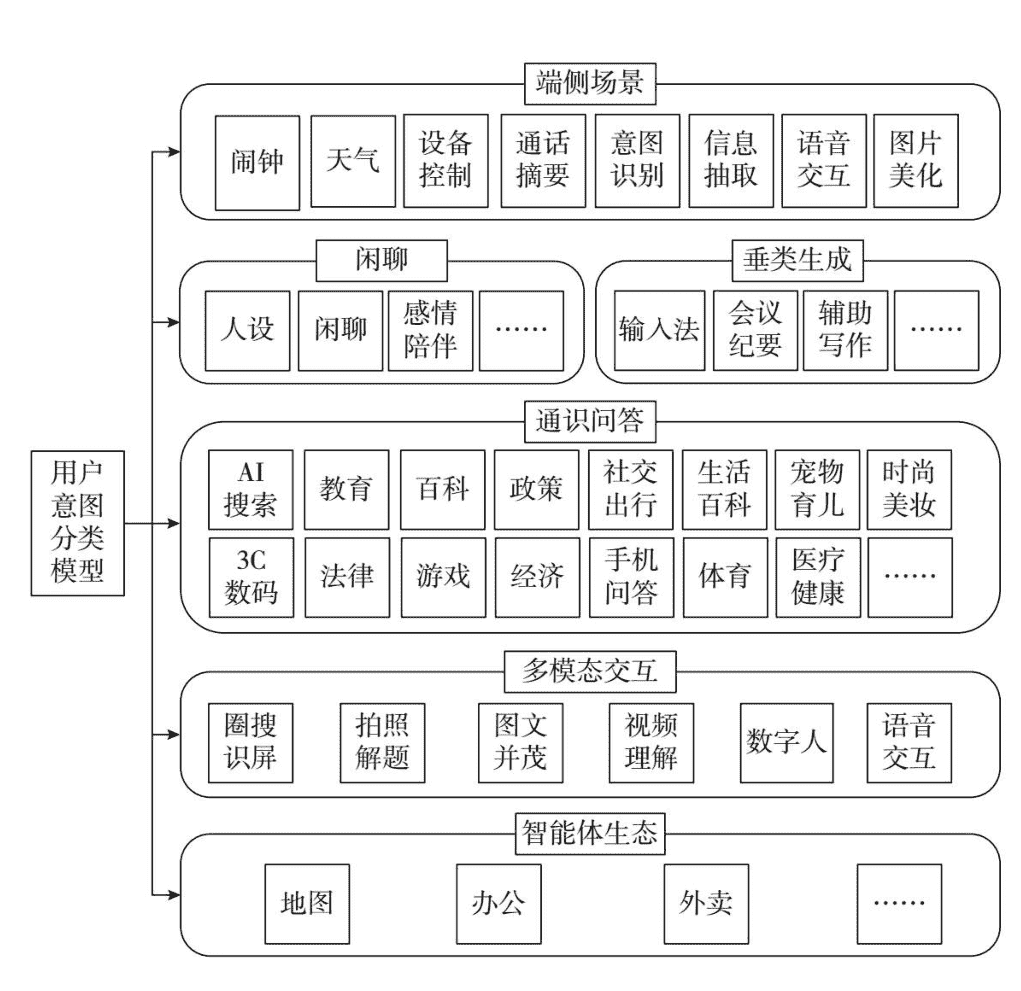 端侧场景
闹钟
天气
设备
控制
通话
摘要
意图
识别
信息
抽取
语音
交互
图片
美化
闲聊
人设
闲聊
感情
陪伴
……
垂类生成
输入法
会议
纪要
辅助
写作
……
用户
意图
分类
模型
通识问答
AI
搜索
教育
百科
政策
社交
出行
生活
百科
宠物
育儿
时尚
美妆
3C
数码
法律
游戏
经济
手机
问答
体育
医疗
健康
……
多模态交互
圈搜
识屏
拍照
解题
图文
并茂
视频
理解
数字人
语音
交互
智能体生态
地图
办公
外卖
……